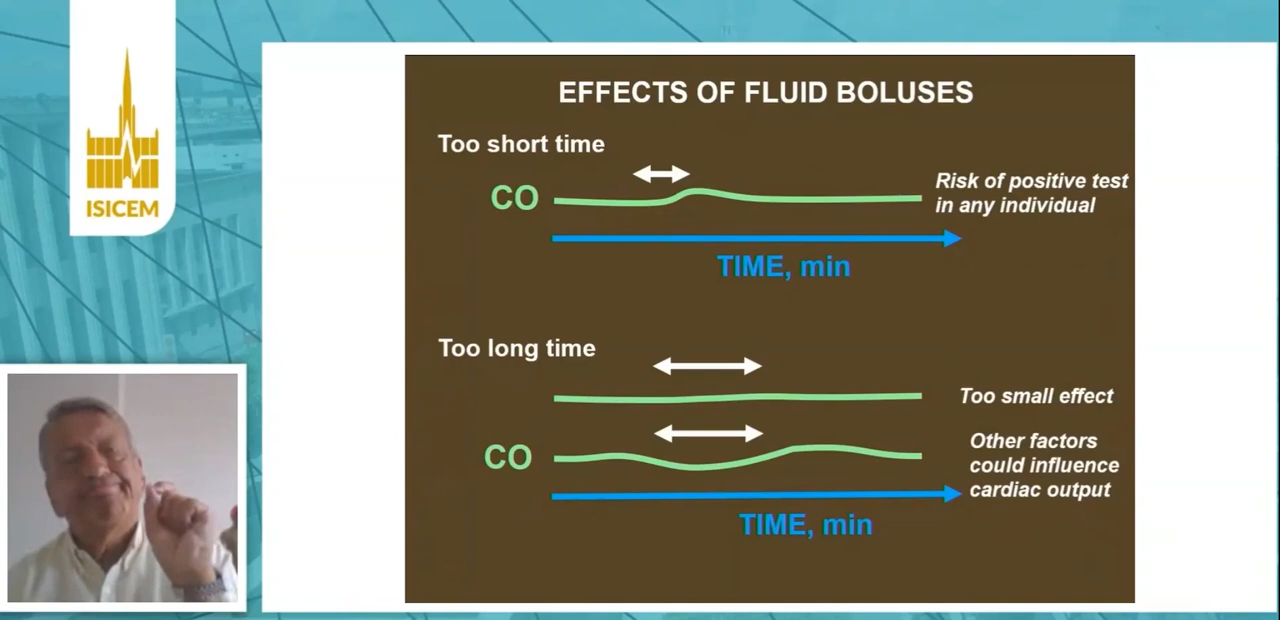 ISICEM
EFFECTS OF FLUID BOLUSES
Too short time
CO
Risk of positive test
in any individual
TIME, min
Too long time
Too small effect
CO
Other factors
could influence
cardiac output
TIME, min